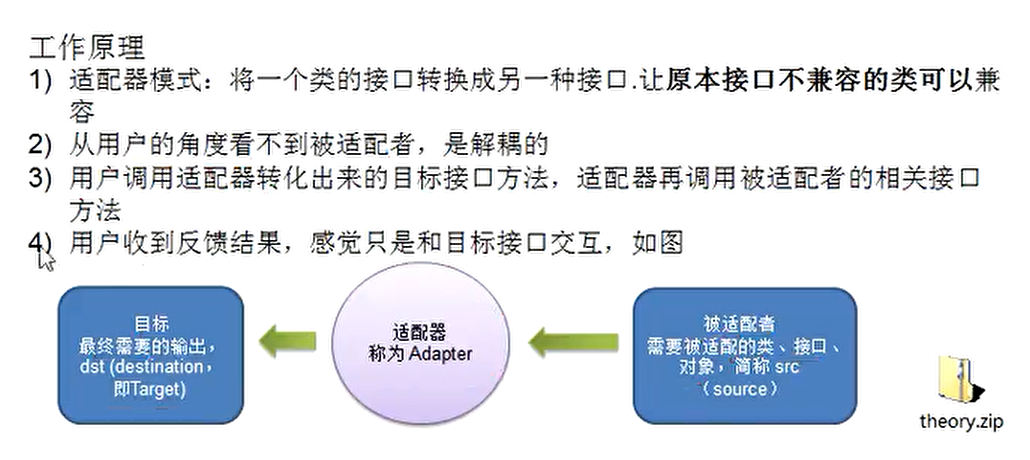 工作原理
1) 适配器模式：将一个类的接口转换成另一种接口.让原本接口不兼容的类可以兼
容
2) 从用户的角度看不到被适配者，是解耦的
3) 用户调用适配器转化出来的目标接口方法，适配器再调用被适配者的相关接口
方法
4) 用户收到反馈结果，感觉只是和目标接口交互，如图
目标
最终需要的输出，
dst (destination，
即Target)
适配器
称为 Adapter
被适配者
需要被适配的类、接口、
对象，简称 src
（source）
theory.zip